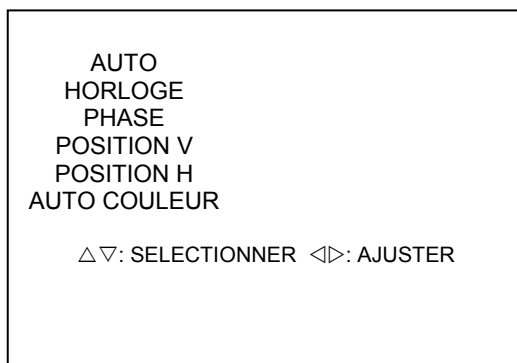 AUTO
HORLOGE
PHASE
POSITION V
POSITION H
AUTO COULEUR
△▽: SELECTIONNER ◁▷: AJUSTER